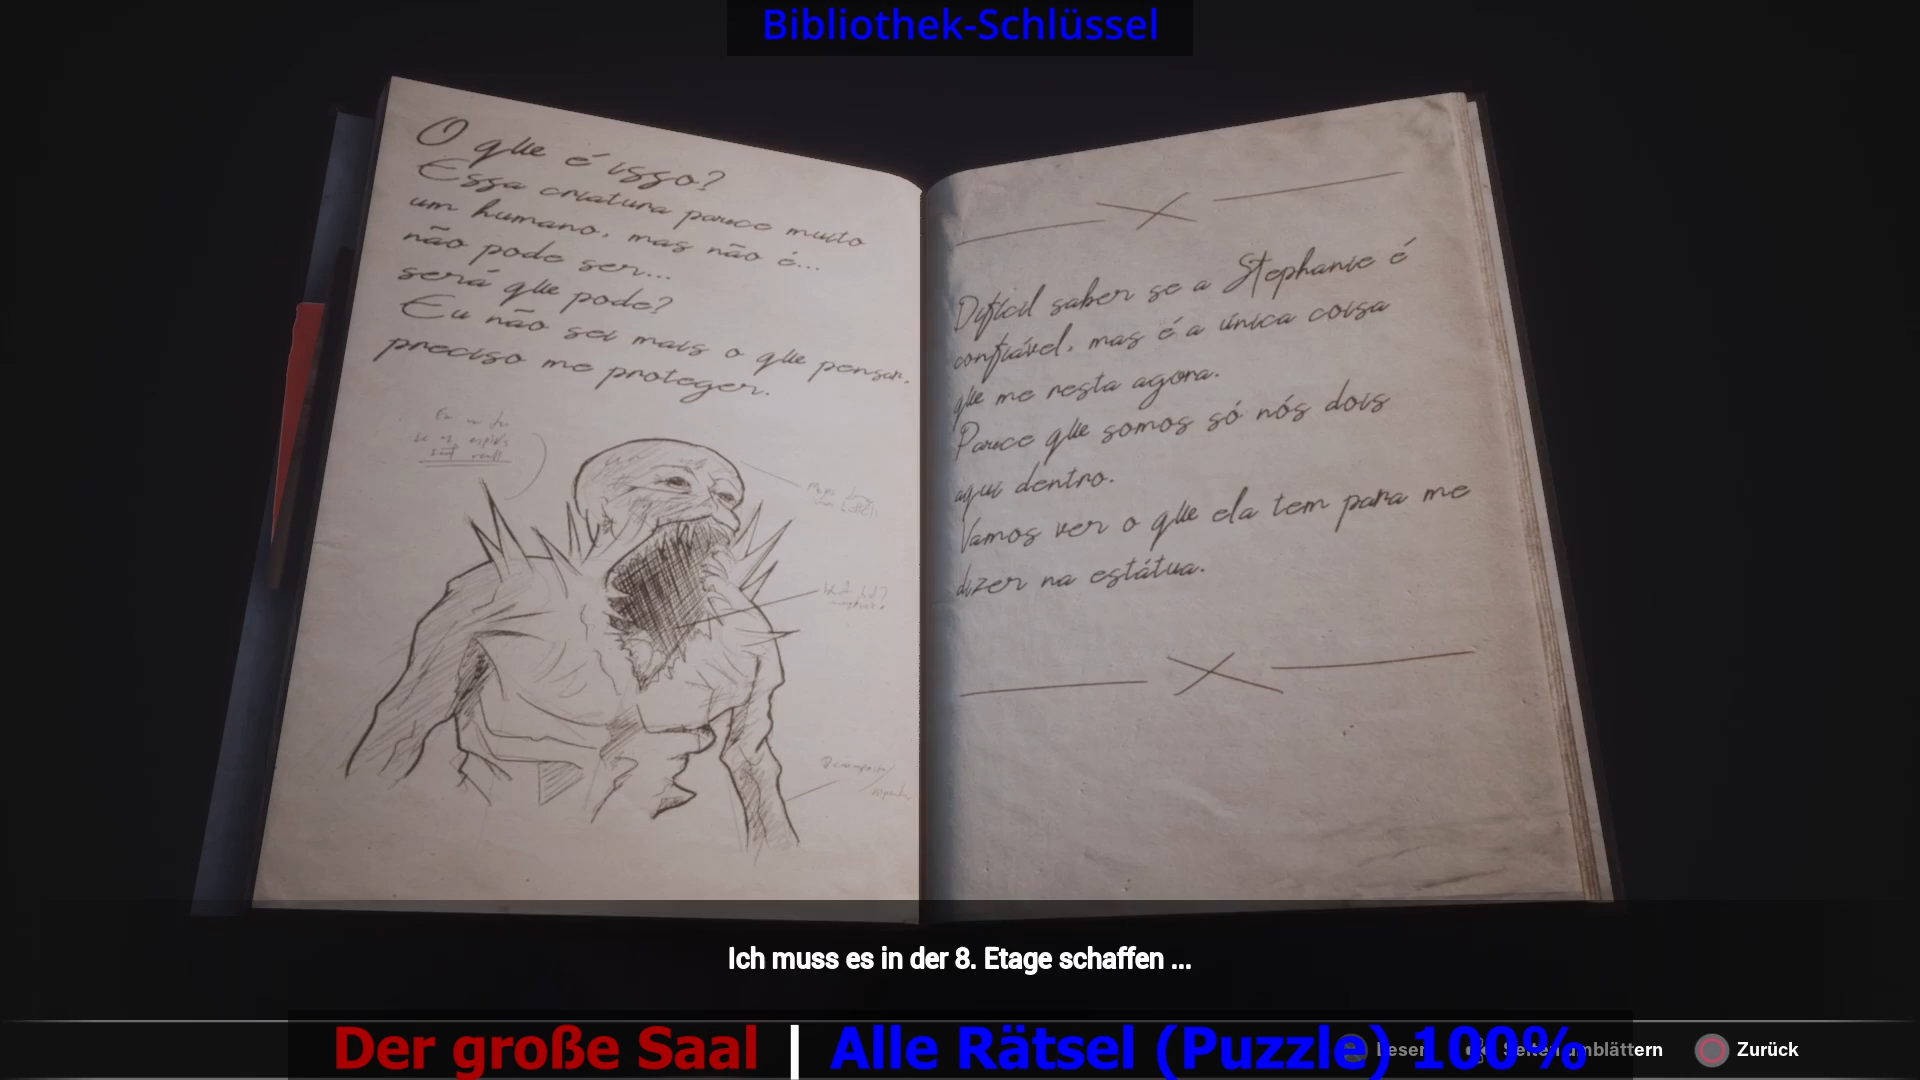 Bibliothek-Schlüssel
O que é isso?
Essa criatura parece muito
um humano, mas não é...
não pode ser...
será que pode?
Eu não sei mais o que pensar,
preciso me proteger.
Difícil saber se a Stephanie é
confiável, mas é a única coisa
que me resta agora.
Parece que somos só nós dois
aqui dentro.
Vamos ver o que ela tem para me
dizer na estátua.
Ich muss es in der 8. Etage schaffen ...
Der große Saal | Alle Rätsel (Puzzle) 100%
Lesen Seiten umblättern Zurück